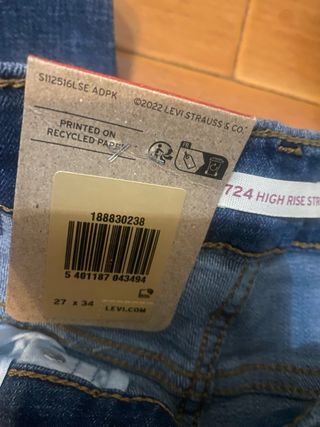 S112516LSE ADPK
©2022 LEVI STRAUSS & CO.
PRINTED ON
RECYCLED PAPER
FR
724 HIGH RISE STR
188830238
5 401187 043494
27 x 34
LEVI.COM